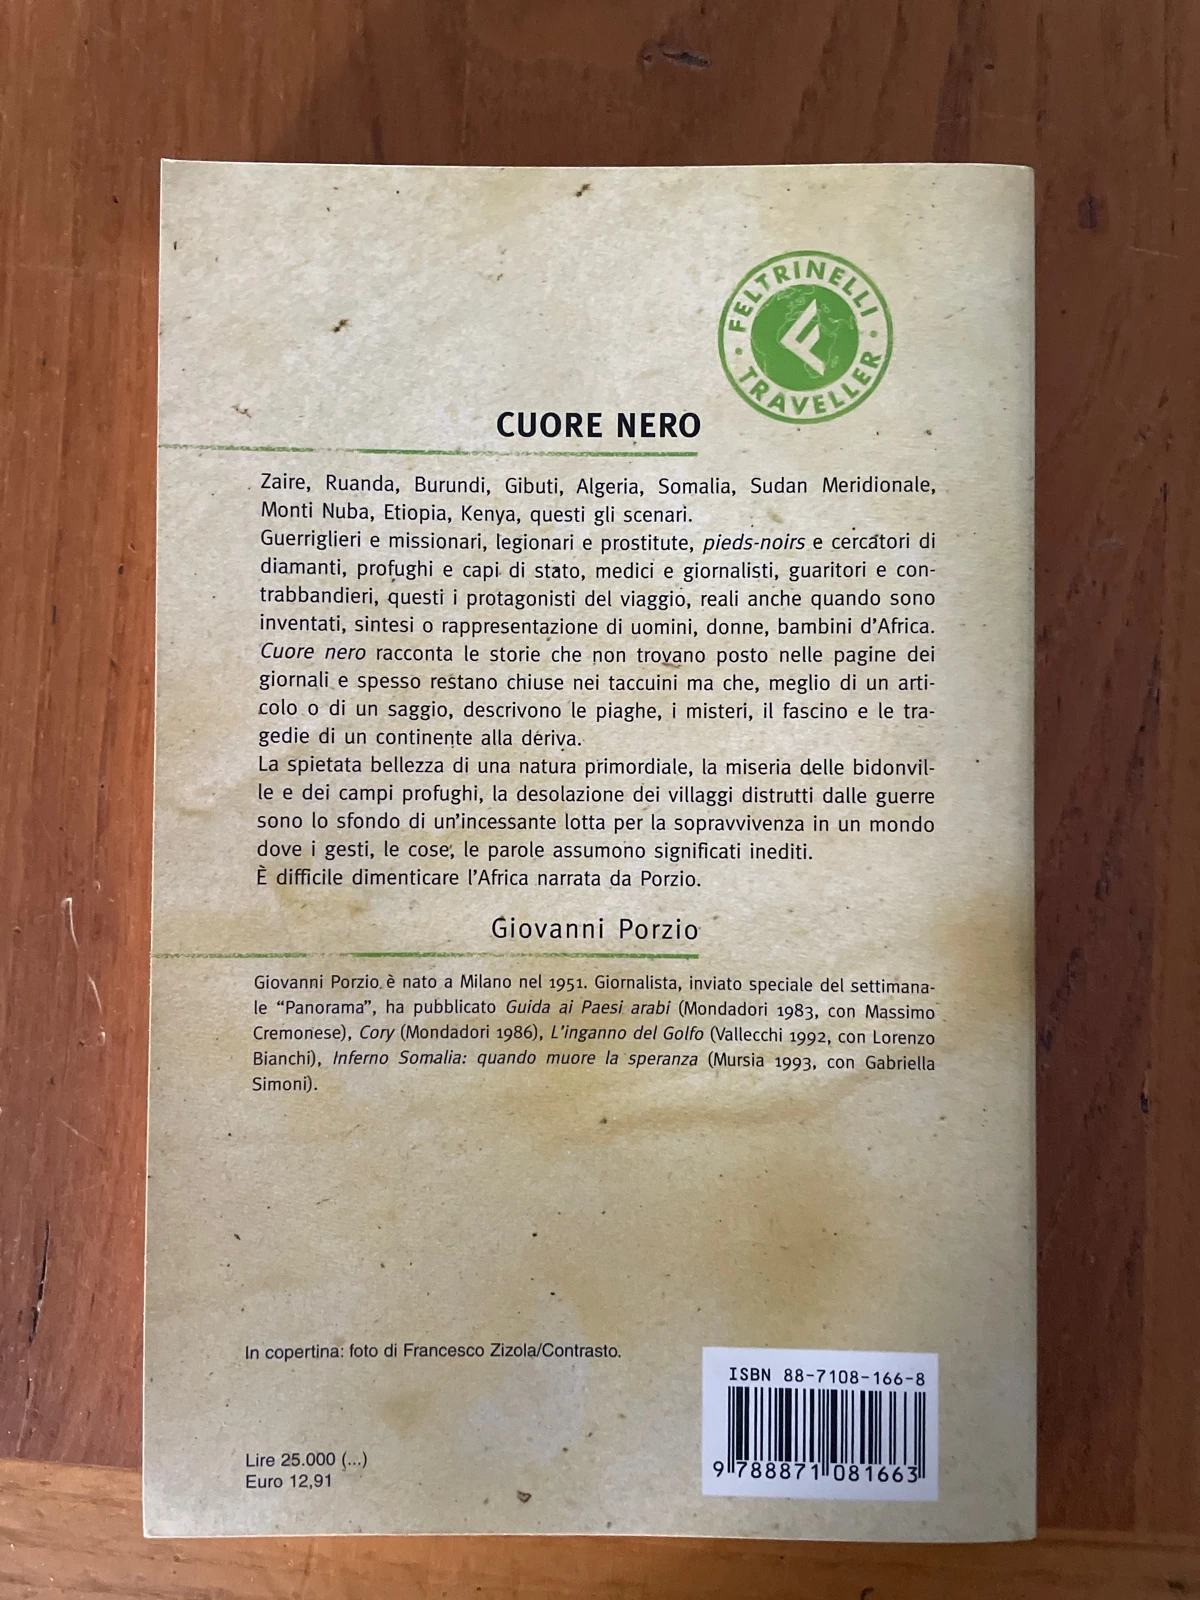 FELTRINELLI
TRAVELLER
CUORE NERO
Zaire, Ruanda, Burundi, Gibuti, Algeria, Somalia, Sudan Meridionale,
Monti Nuba, Etiopia, Kenya, questi gli scenari.
Guerriglieri e missionari, legionari e prostitute, pieds-noirs e cercatori di
diamanti, profughi e capi di stato, medici e giornalisti, guaritori e con-
trabbandieri, questi i protagonisti del viaggio, reali anche quando sono
inventati, sintesi o rappresentazione di uomini, donne, bambini d'Africa.
Cuore nero racconta le storie che non trovano posto nelle pagine dei
giornali e spesso restano chiuse nei taccuini ma che, meglio di un arti-
colo o di un saggio, descrivono le piaghe, i misteri, il fascino e le tra-
gedie di un continente alla deriva.
La spietata bellezza di una natura primordiale, la miseria delle bidonvil-
le e dei campi profughi, la desolazione dei villaggi distrutti dalle guerre
sono lo sfondo di un'incessante lotta per la sopravvivenza in un mondo
dove i gesti, le cose, le parole assumono significati inediti.
È difficile dimenticare l'Africa narrata da Porzio.
Giovanni Porzio
Giovanni Porzio è nato a Milano nel 1951. Giornalista, inviato speciale del settimana-
le “Panorama”, ha pubblicato Guida ai Paesi arabi (Mondadori 1983, con Massimo
Cremonese), Cory (Mondadori 1986), L'inganno del Golfo (Vallecchi 1992, con Lorenzo
Bianchi), Inferno Somalia: quando muore la speranza (Mursia 1993, con Gabriella
Simoni).
In copertina: foto di Francesco Zizola/Contrasto.
ISBN 88-7108-166-8
9 788871 081663
Lire 25.000 (...)
Euro 12,91